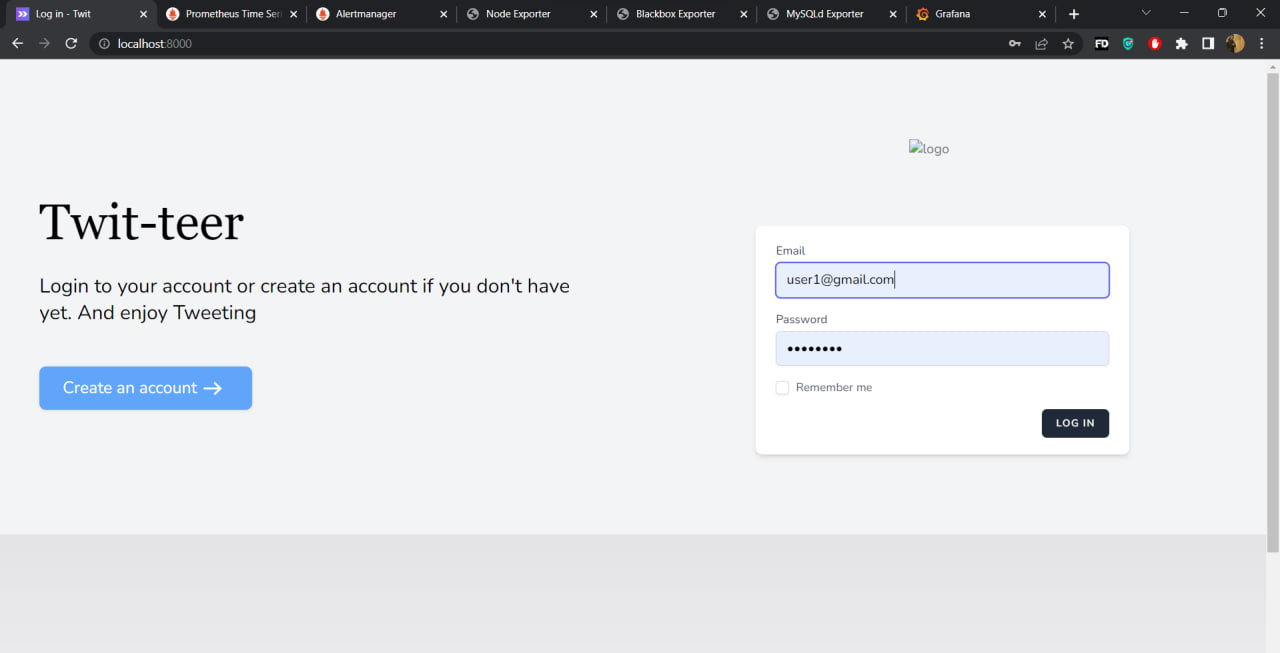 Log in - Twit
Prometheus Time Seri
Alertmanager
Node Exporter
Blackbox Exporter
MySQLd Exporter
Grafana
localhost:8000
FD
logo
Twit-teer
Login to your account or create an account if you don't have
yet. And enjoy Tweeting
Create an account
Email
user1@gmail.com
Password
Remember me
LOG IN